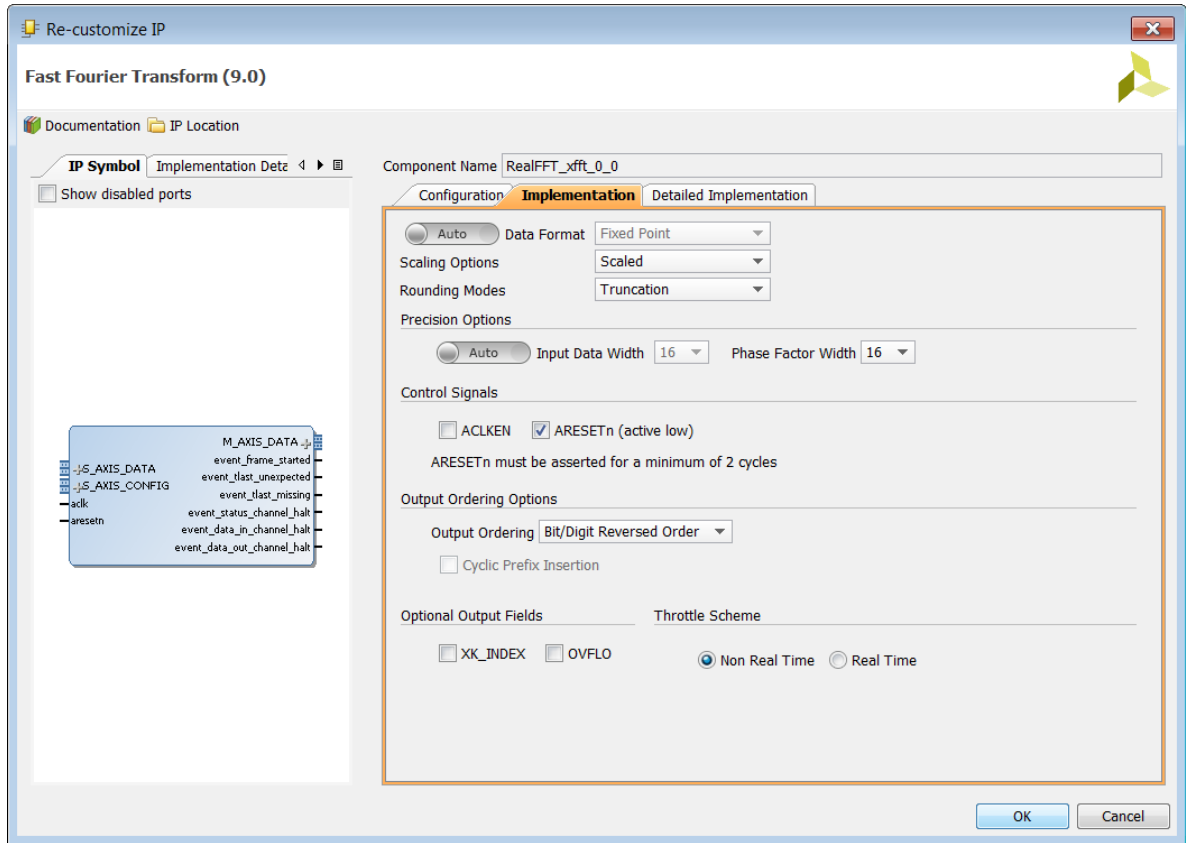 Re-customize IP
Fast Fourier Transform (9.0)
Documentation IP Location
IP Symbol Implementation Deta
Show disabled ports
S_AXIS_DATA
S_AXIS_CONFIG
aclk
aresetn
M_AXIS_DATA
event_frame_started
event_tlast_unexpected
event_tlast_missing
event_status_channel_halt
event_data_in_channel_halt
event_data_out_channel_halt
Component Name RealFFT_xfft_0_0
Configuration Implementation Detailed Implementation
Auto Data Format Fixed Point
Scaling Options Scaled
Rounding Modes Truncation
Precision Options
Auto Input Data Width 16 Phase Factor Width 16
Control Signals
ACLKEN ARESETn (active low)
ARESETn must be asserted for a minimum of 2 cycles
Output Ordering Options
Output Ordering Bit/Digit Reversed Order
Cyclic Prefix Insertion
Optional Output Fields Throttle Scheme
XK_INDEX OVFLO Non Real Time Real Time
OK Cancel